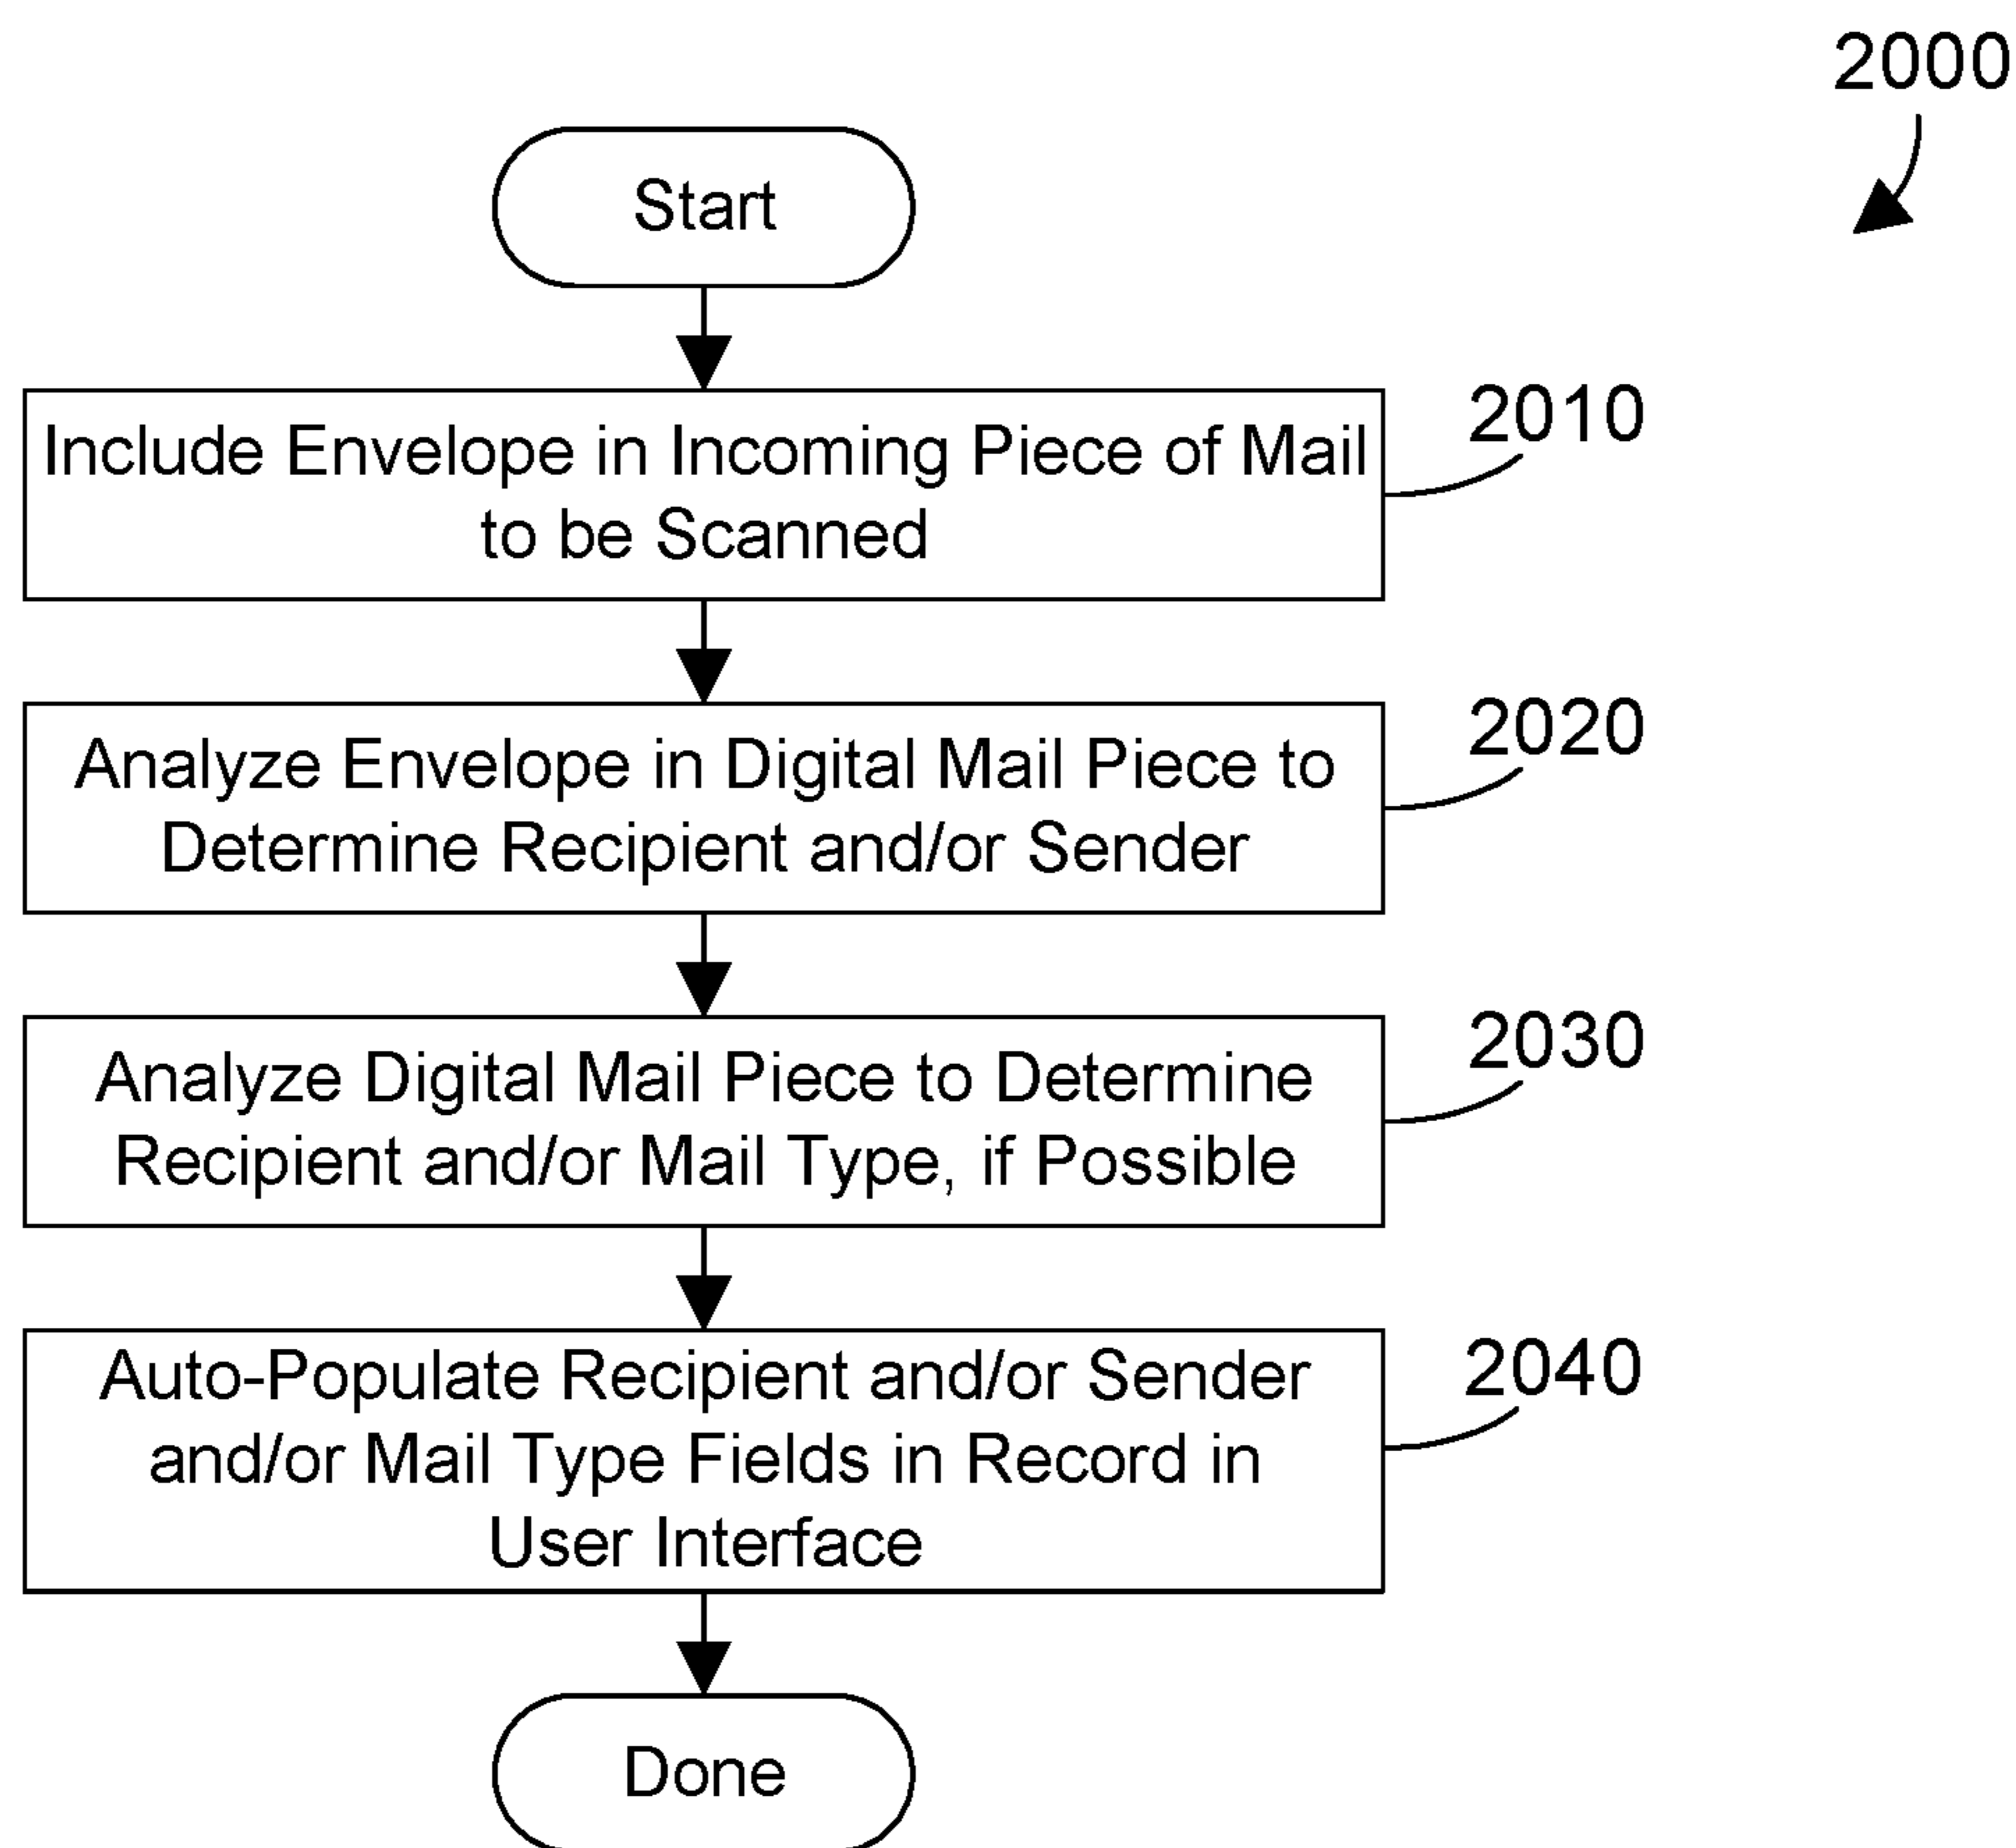 2000
Start
Include Envelope in Incoming Piece of Mail
to be Scanned
2010
Analyze Envelope in Digital Mail Piece to
Determine Recipient and/or Sender
2020
Analyze Digital Mail Piece to Determine
Recipient and/or Mail Type, if Possible
2030
Auto-Populate Recipient and/or Sender
and/or Mail Type Fields in Record in
User Interface
2040
Done